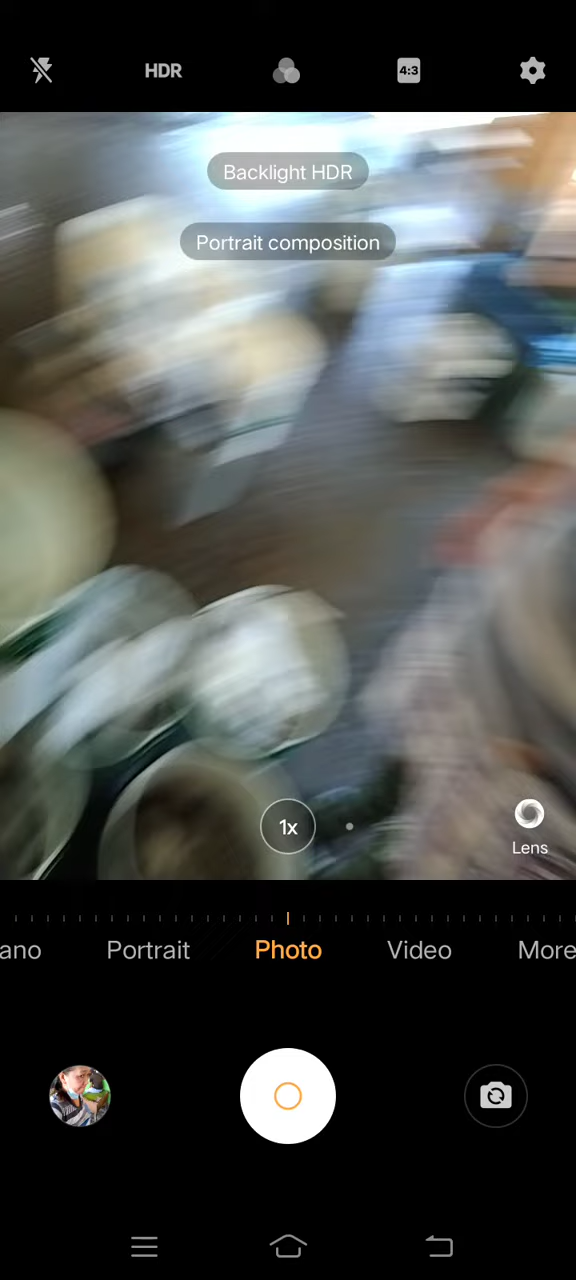 HDR
4:3
Backlight HDR
Portrait composition
1x
Lens
ano
Portrait
Photo
Video
More